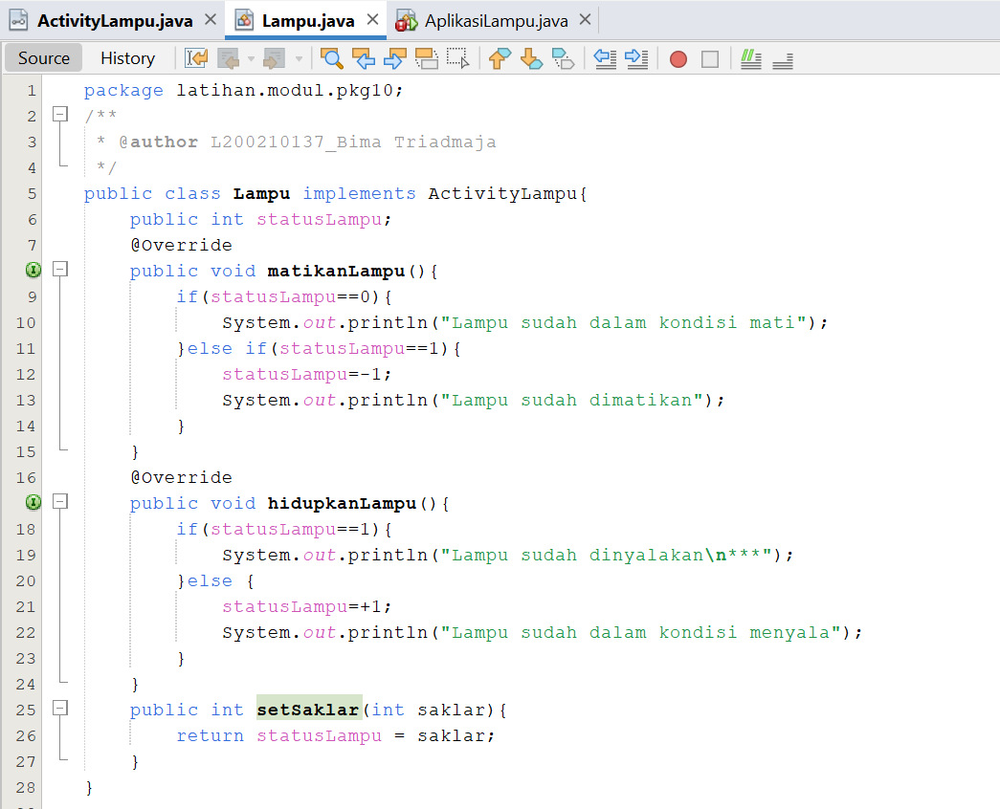 ActivityLampu.java Lampu.java AplikasiLampu.java
Source History
1 package latihan.modul.pkg10;
2 /**
3 * @author L200210137_Bima Triadmaja
4 */
5 public class Lampu implements ActivityLampu{
6 public int statusLampu;
7 @Override
public void matikanLampu(){
9 if(statusLampu==0){
10 System.out.println("Lampu sudah dalam kondisi mati");
11 }else if(statusLampu==1){
12 statusLampu=-1;
13 System.out.println("Lampu sudah dimatikan");
14 }
15 }
16 @Override
public void hidupkanLampu(){
18 if(statusLampu==1){
19 System.out.println("Lampu sudah dinyalakan\n***");
20 }else {
21 statusLampu=+1;
22 System.out.println("Lampu sudah dalam kondisi menyala");
23 }
24 }
25 public int setSaklar(int saklar){
26 return statusLampu = saklar;
27 }
28 }